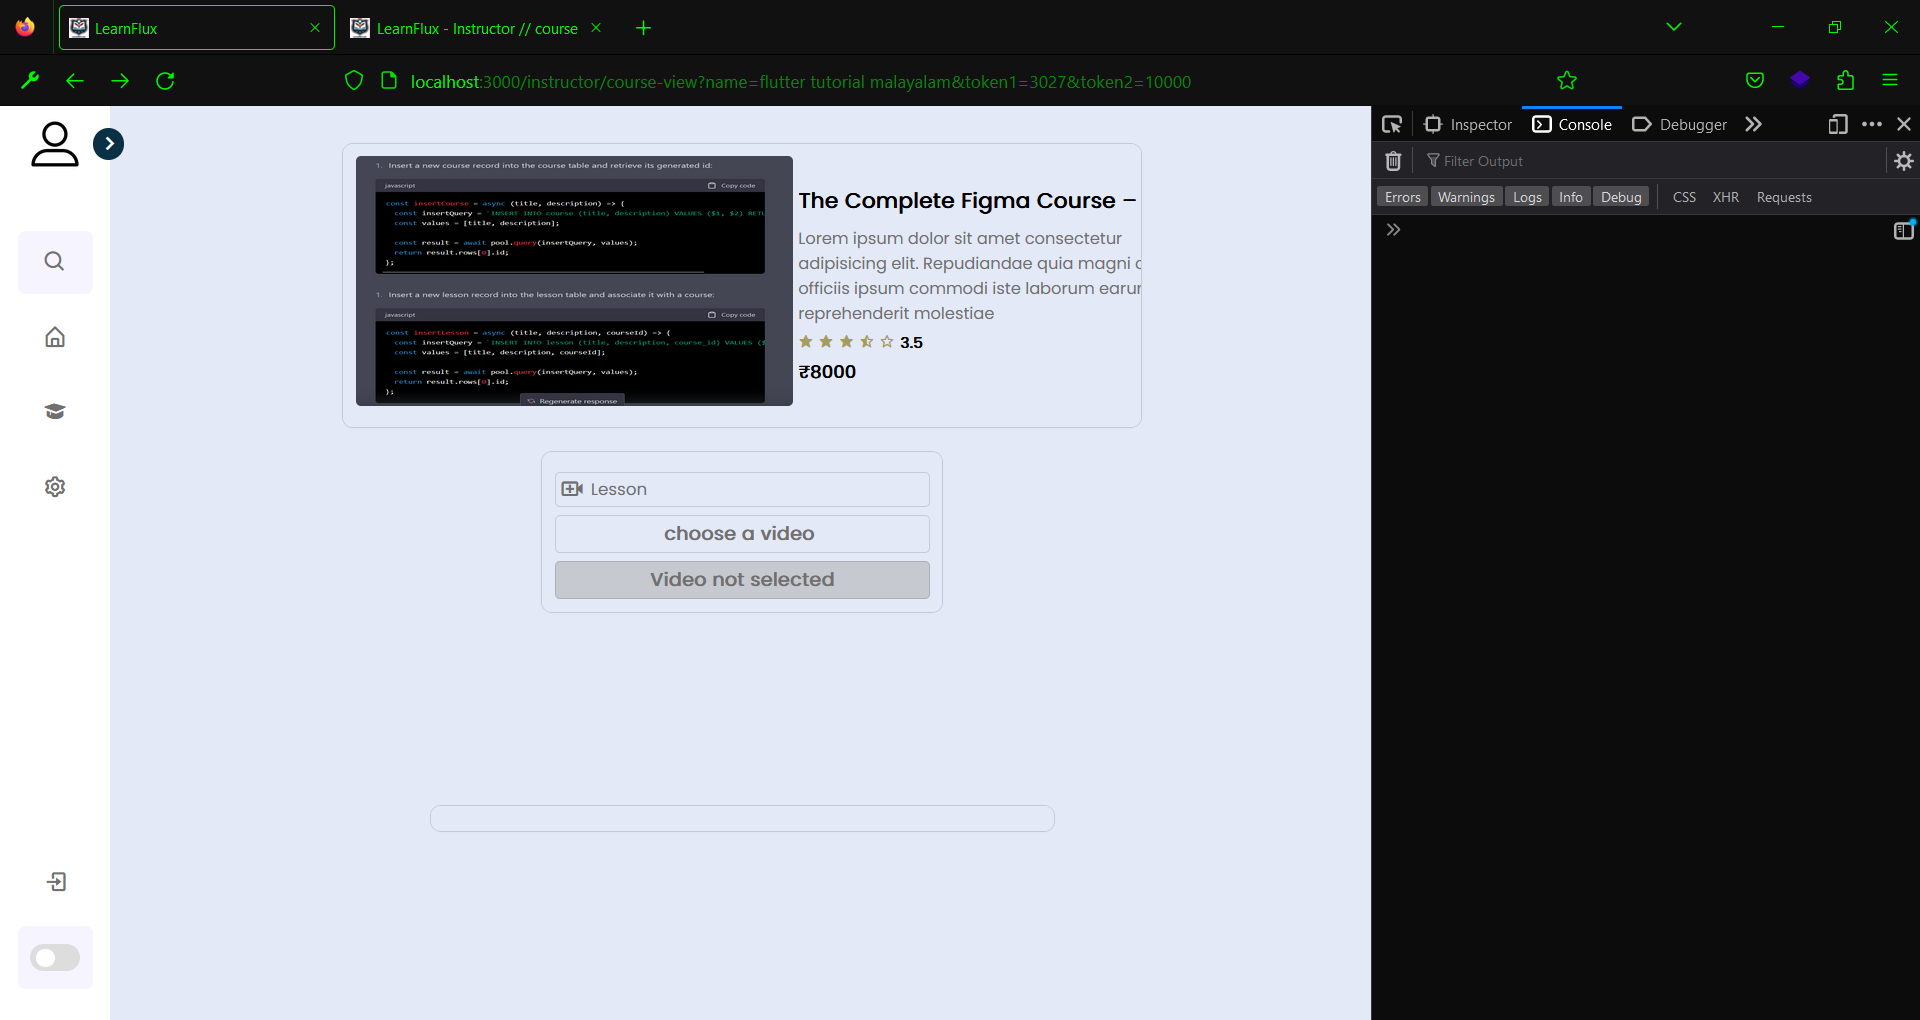 LearnFlux
LearnFlux - Instructor // course
localhost:3000/instructor/course-view?name=flutter tutorial malayalam&token1=3027&token2=10000
Inspector
Console
Debugger
Filter Output
Errors
Warnings
Logs
Info
Debug
CSS
XHR
Requests
1. Insert a new course record into the course table and retrieve its generated id:
javascript
Copy code
const insertCourse = async (title, description) => {
const insertQuery = `INSERT INTO course (title, description) VALUES ($1, $2) RETU
const values = [title, description];
const result = await pool.query(insertQuery, values);
return result.rows[0].id;
};
1. Insert a new lesson record into the lesson table and associate it with a course:
javascript
Copy code
const insertLesson = async (title, description, courseId) => {
const insertQuery = `INSERT INTO lesson (title, description, course_id) VALUES ($
const values = [title, description, courseId];
const result = await pool.query(insertQuery, values);
return result.rows[0].id;
};
Regenerate response
The Complete Figma Course –
Lorem ipsum dolor sit amet consectetur
adipisicing elit. Repudiandae quia magni
officiis ipsum commodi iste laborum earum
reprehenderit molestiae
3.5
₹8000
Lesson
choose a video
Video not selected